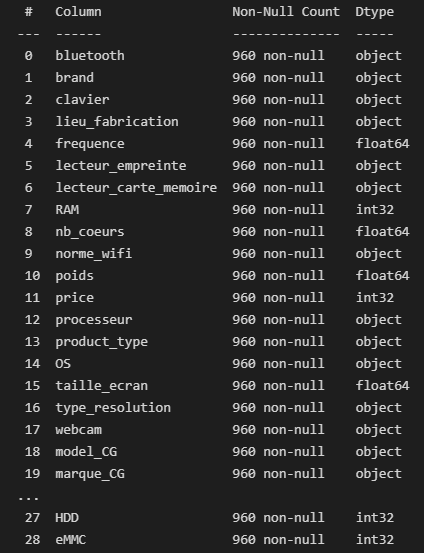 #   Column                 Non-Null Count  Dtype
---  ------                 --------------  -----
0   bluetooth              960 non-null    object
1   brand                  960 non-null    object
2   clavier                960 non-null    object
3   lieu_fabrication       960 non-null    object
4   frequence              960 non-null    float64
5   lecteur_empreinte      960 non-null    object
6   lecteur_carte_memoire  960 non-null    object
7   RAM                    960 non-null    int32
8   nb_coeurs              960 non-null    float64
9   norme_wifi             960 non-null    object
10  poids                  960 non-null    float64
11  price                  960 non-null    int32
12  processeur             960 non-null    object
13  product_type           960 non-null    object
14  OS                     960 non-null    object
15  taille_ecran           960 non-null    float64
16  type_resolution        960 non-null    object
17  webcam                 960 non-null    object
18  model_CG               960 non-null    object
19  marque_CG              960 non-null    object
...
27  HDD                    960 non-null    int32
28  eMMC                   960 non-null    int32